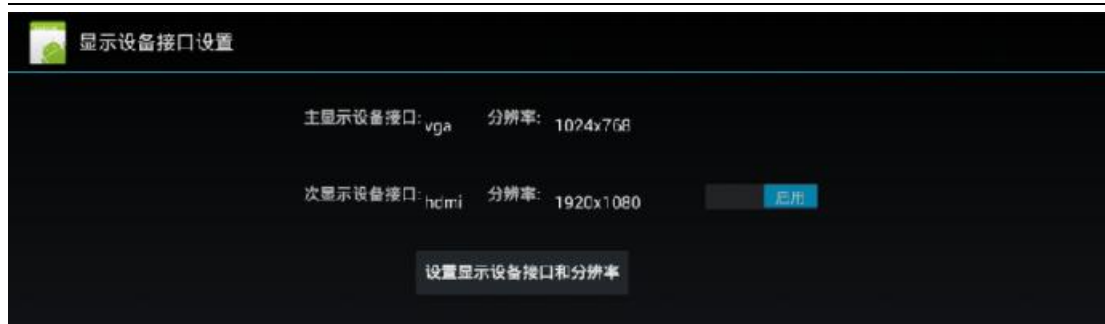 显示设备接口设置
主显示设备接口: vga 分辨率: 1024x768
次显示设备接口: hdmi 分辨率: 1920x1080 启用
设置显示设备接口和分辨率